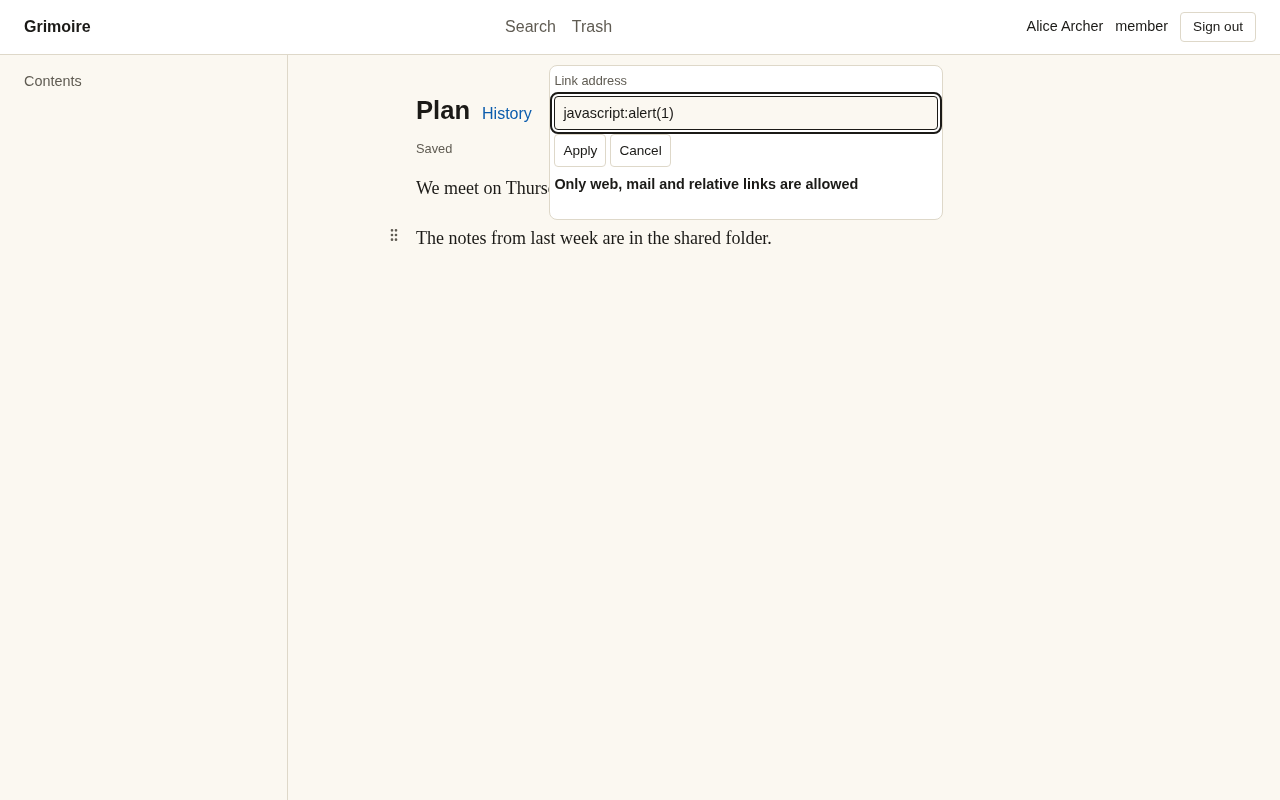 Grimoire
Search Trash
Alice Archer member Sign out
Contents
Link address
javascript:alert(1)
Apply Cancel
Only web, mail and relative links are allowed
Plan History
Saved
We meet on
The notes from last week are in the shared folder.